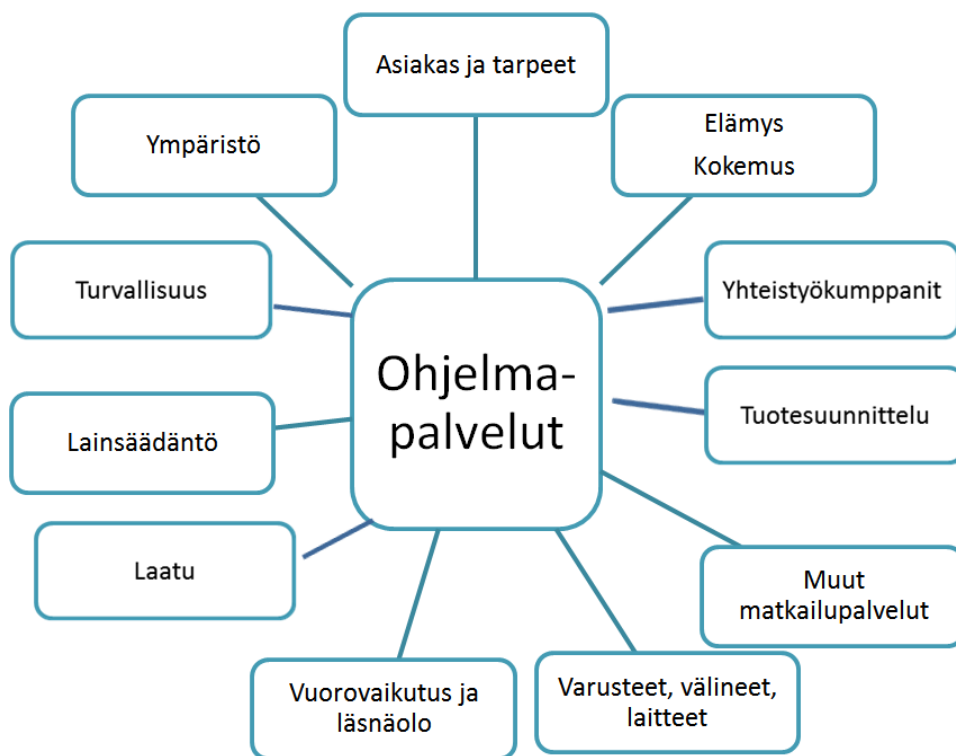 Asiakas ja tarpeet
Elämys
Kokemus
Yhteistyökumppanit
Tuotesuunnittelu
Muut
matkailupalvelut
Varusteet, välineet,
laitteet
Vuorovaikutus ja
läsnäolo
Laatu
Lainsäädäntö
Turvallisuus
Ympäristö
Ohjelma-
palvelut